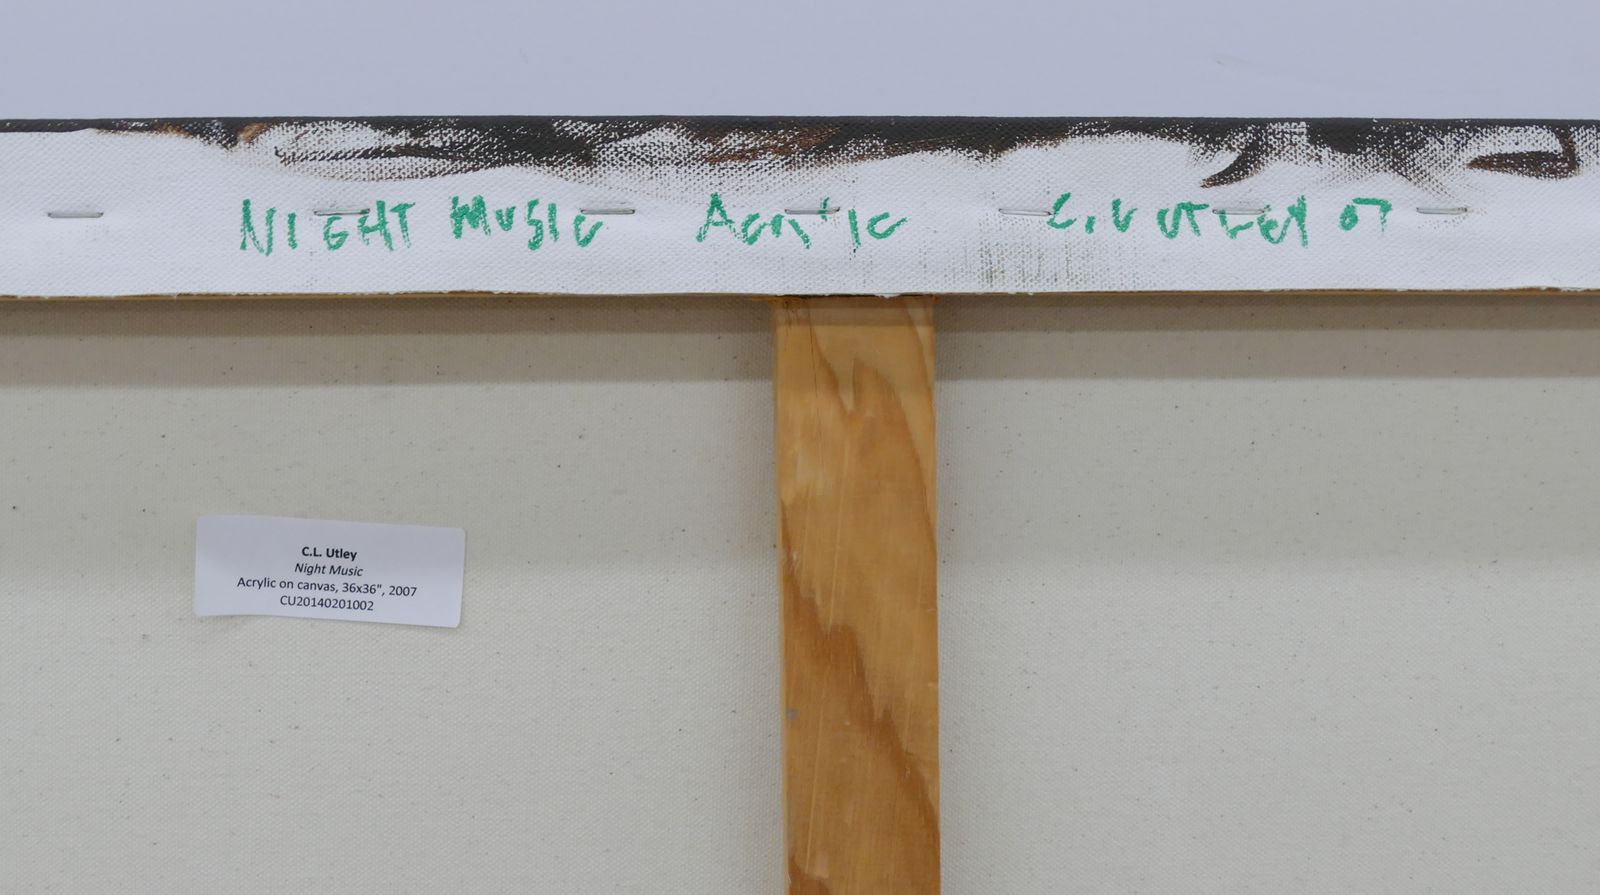 NIGHT MUSIC Acrylic C.L Utley 07
C.L. Utley
Night Music
Acrylic on canvas, 36x36", 2007
CU20140201002